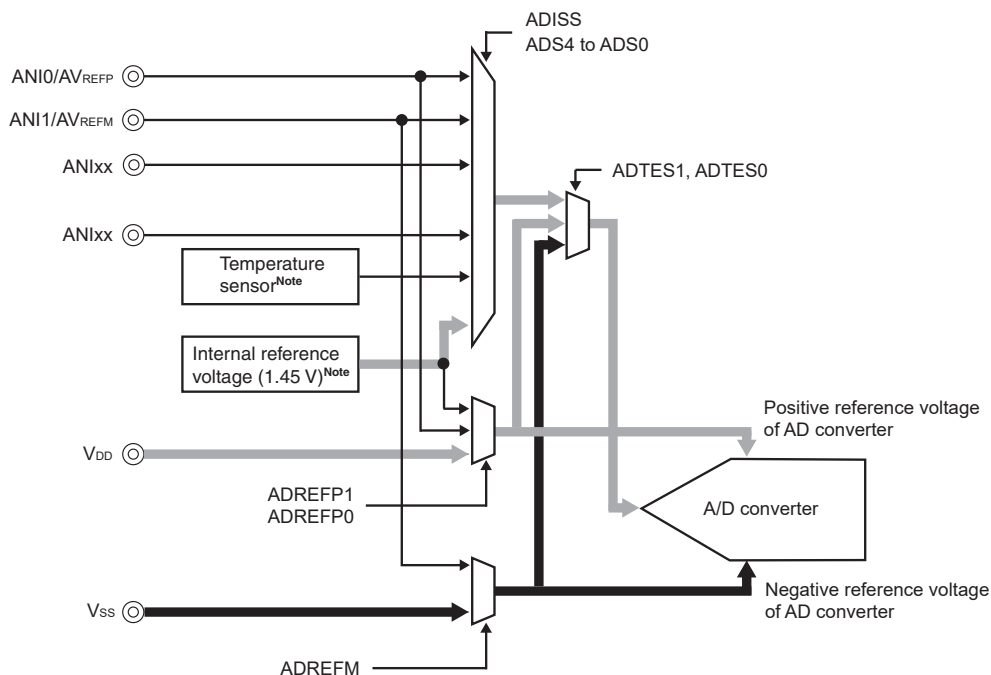 ADISS
ADS4 to ADS0
ANI0/AVREFP
ANI1/AVREFM
ANIxx
ADTES1, ADTES0
ANIxx
Temperature
sensorNote
Internal reference
voltage (1.45 V)Note
Positive reference voltage
of AD converter
VDD
ADREFP1
ADREFP0
A/D converter
Negative reference voltage
of AD converter
VSS
ADREFM